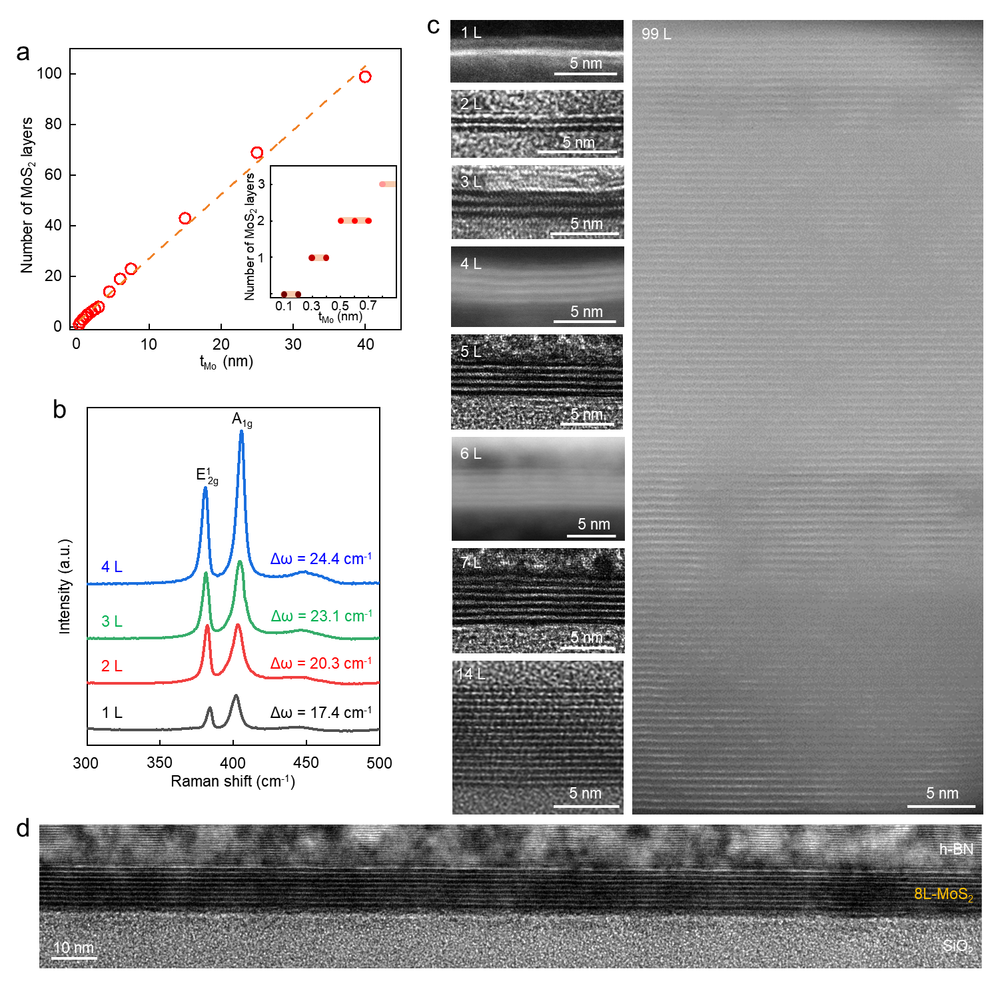 a
100
80
60
40
20
0
Number of MoS₂ layers
0 10 20 30 40
t_Mo (nm)
3
2
1
Number of MoS₂ layers
0.1 0.3 0.5 0.7
t_Mo (nm)
b
A₁g
E¹₂g
4 L Δω = 24.4 cm⁻¹
3 L Δω = 23.1 cm⁻¹
2 L Δω = 20.3 cm⁻¹
1 L Δω = 17.4 cm⁻¹
Intensity (a.u.)
300 350 400 450 500
Raman shift (cm⁻¹)
c
1 L
5 nm
2 L
5 nm
3 L
5 nm
4 L
5 nm
5 L
5 nm
6 L
5 nm
7 L
5 nm
14 L
5 nm
99 L
5 nm
d
h-BN
8L-MoS₂
SiO₂
10 nm